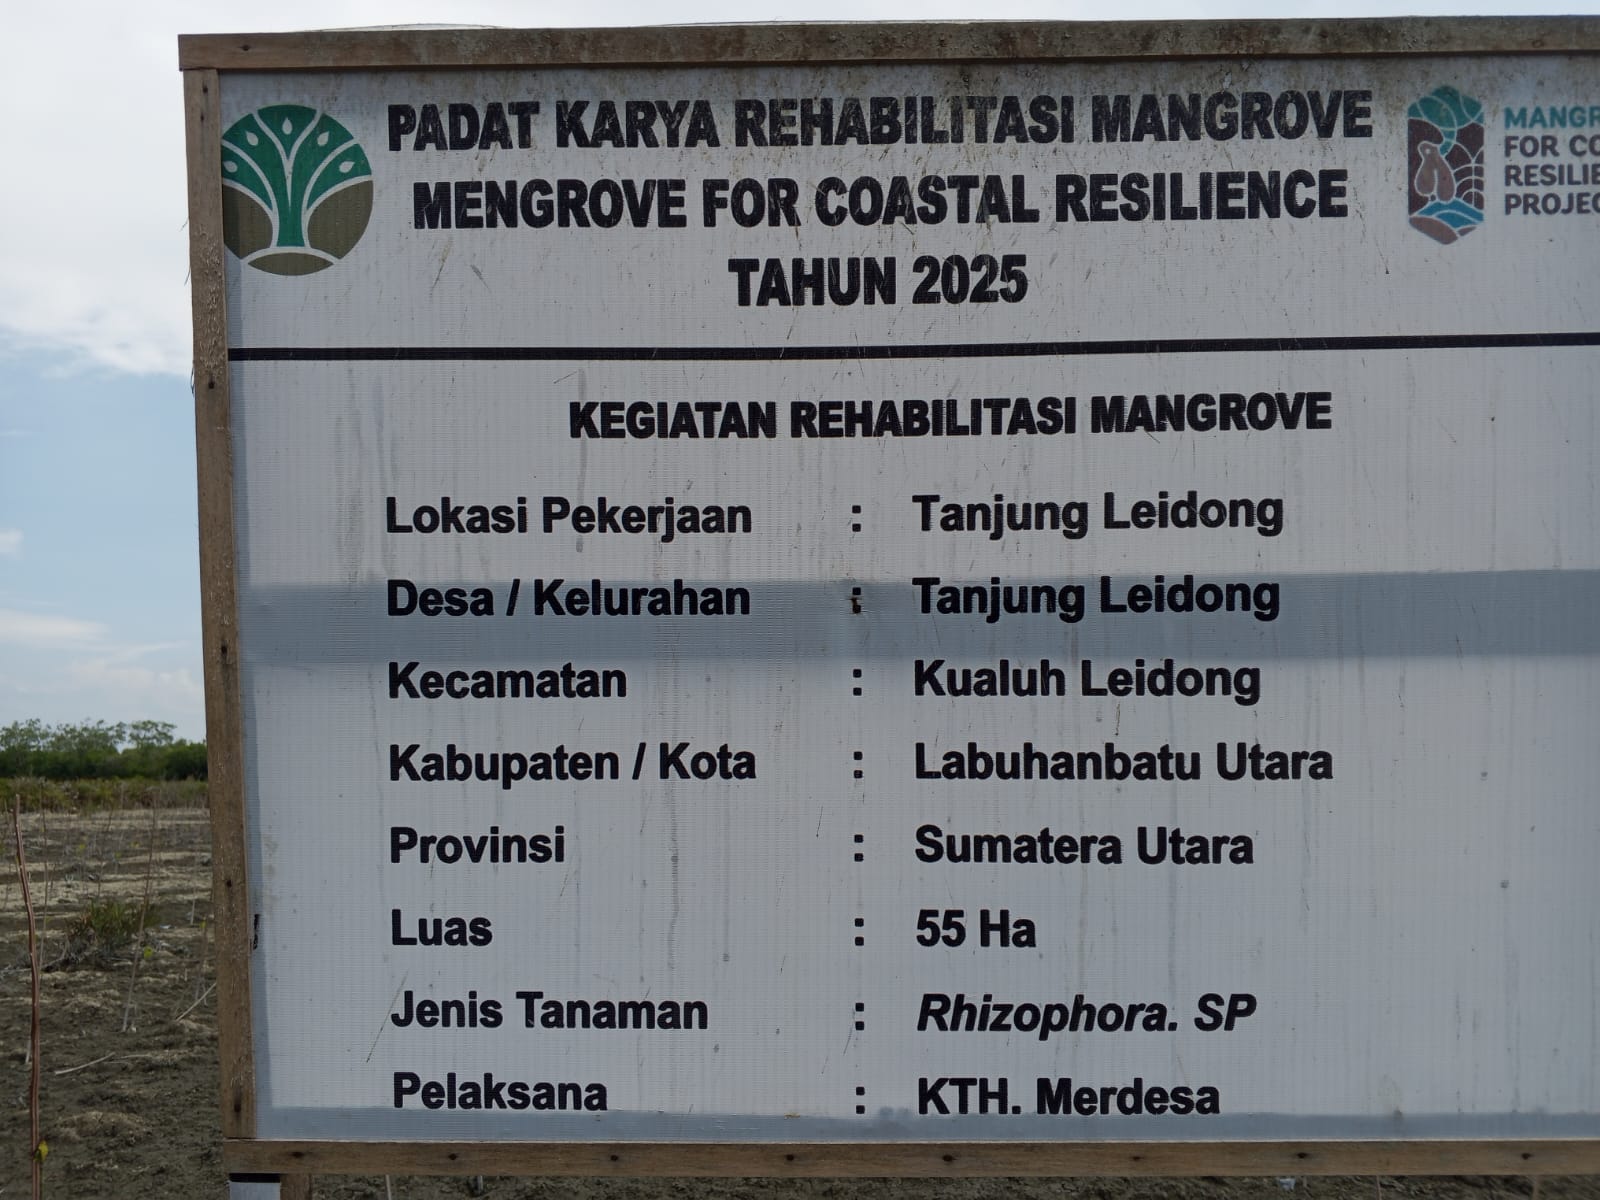 PADAT KARYA REHABILITASI MANGROVE
MENGROVE FOR COASTAL RESILIENCE
TAHUN 2025
FOR
KEGIATAN REHABILITASI MANGROVE
Lokasi Pekerjaan : Tanjung Leidong
Desa / Kelurahan : Tanjung Leidong
Kecamatan : Kualuh Leidong
Kabupaten / Kota : Labuhanbatu Utara
Provinsi : Sumatera Utara
Luas : 55 Ha
Jenis Tanaman : Rhizophora. SP
Pelaksana : KTH. Merdesa